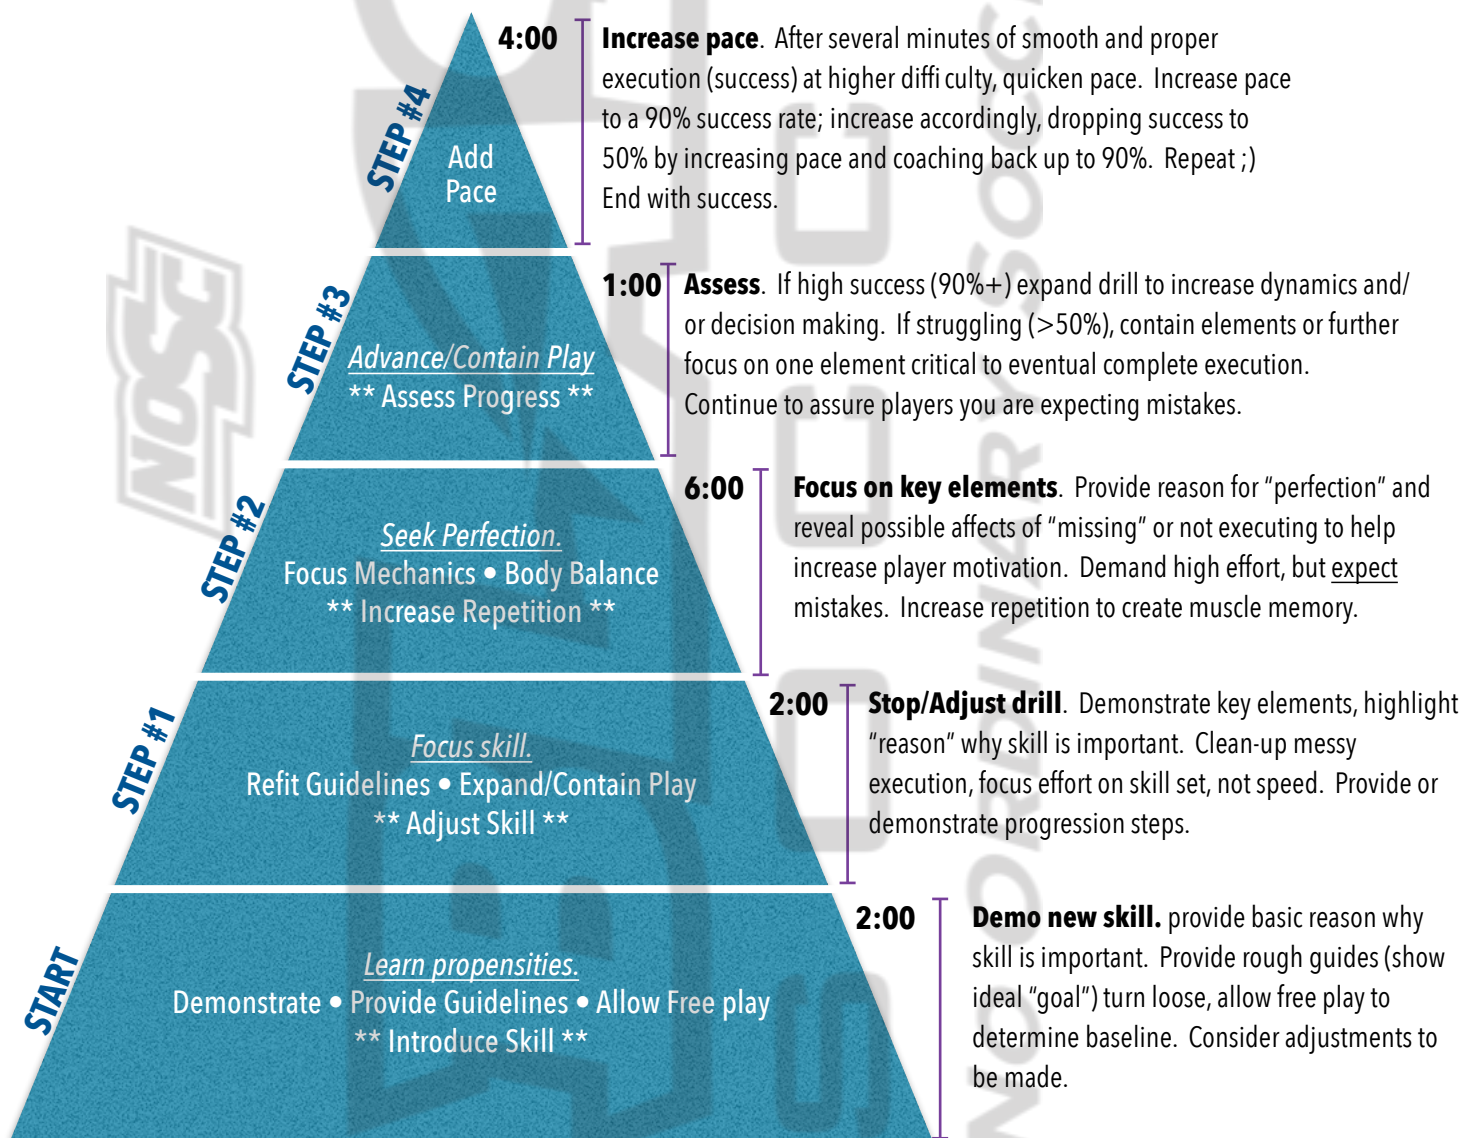 4:00
Increase pace.  After several minutes of smooth and proper
execution (success) at higher diffi culty, quicken pace.  Increase pace
to a 90% success rate; increase accordingly, dropping success to
50% by increasing pace and coaching back up to 90%.  Repeat ;)
End with success.
STEP #4
Add
Pace
1:00
Assess.  If high success (90%+) expand drill to increase dynamics and/
or decision making.  If struggling (>50%), contain elements or further
focus on one element critical to eventual complete execution.
Continue to assure players you are expecting mistakes.
STEP #3
Advance/Contain Play
** Assess Progress **
6:00
Focus on key elements.  Provide reason for “perfection” and
reveal possible affects of “missing” or not executing to help
increase player motivation.  Demand high effort, but expect
mistakes.  Increase repetition to create muscle memory.
STEP #2
Seek Perfection.
Focus Mechanics • Body Balance
** Increase Repetition **
2:00
Stop/Adjust drill.  Demonstrate key elements, highlight
“reason” why skill is important.  Clean-up messy
execution, focus effort on skill set, not speed.  Provide or
demonstrate progression steps.
STEP #1
Focus skill.
Refit Guidelines • Expand/Contain Play
** Adjust Skill **
2:00
Demo new skill. provide basic reason why
skill is important.  Provide rough guides (show
ideal “goal”) turn loose, allow free play to
determine baseline.  Consider adjustments to
be made.
START
Learn propensities.
Demonstrate • Provide Guidelines • Allow Free play
** Introduce Skill **
NOSC
NO ORDINARY SOCC